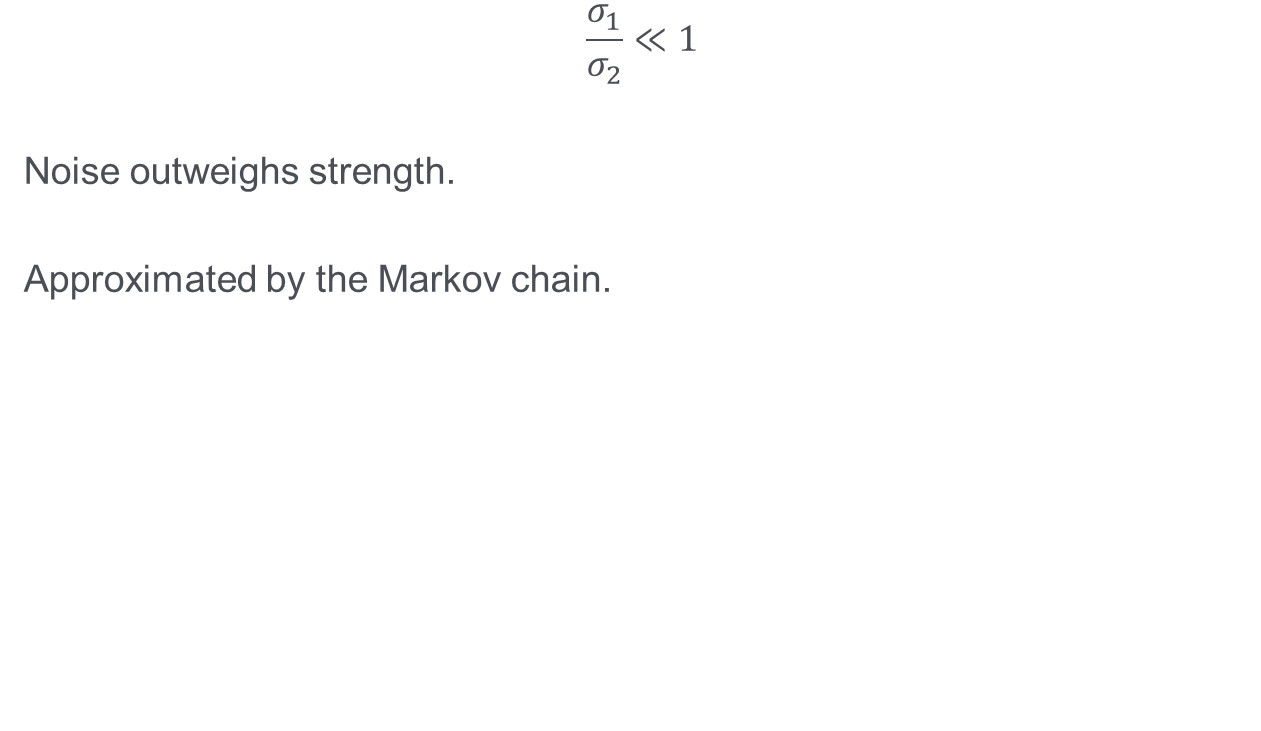 σ₁/σ₂ ≪ 1
Noise outweighs strength.
Approximated by the Markov chain.